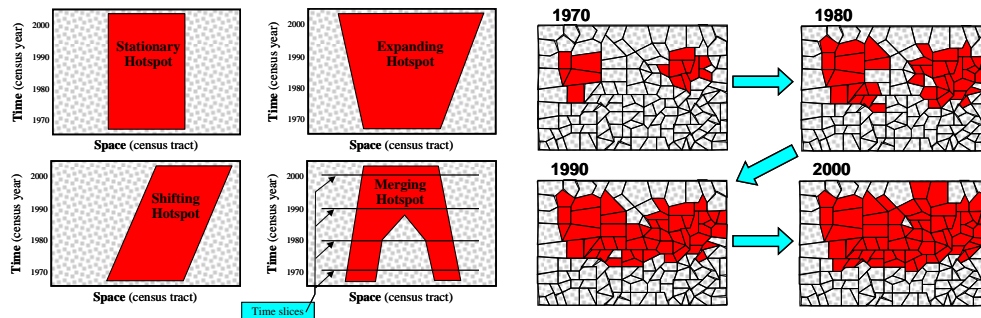 2000
1990
1980
1970
Time (census year)
Stationary
Hotspot
Space (census tract)
2000
1990
1980
1970
Time (census year)
Expanding
Hotspot
Space (census tract)
2000
1990
1980
1970
Time (census year)
Shifting
Hotspot
Space (census tract)
2000
1990
1980
1970
Time (census year)
Merging
Hotspot
Space (census tract)
Time slices
1970
1980
1990
2000